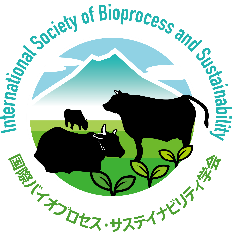 International Society of Bioprocess and Sustainability
国際バイオプロセス・サステイナビリティ学会